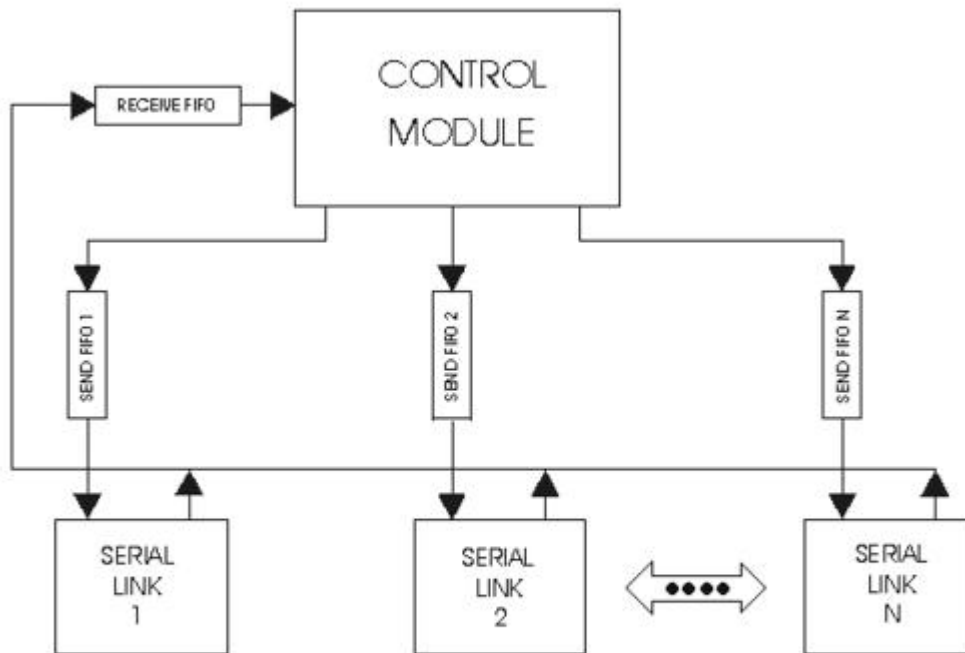 CONTROL
MODULE
RECEIVE FIFO
SEND FIFO 1
SEND FIFO 2
SEND FIFO N
SERIAL
LINK
1
SERIAL
LINK
2
SERIAL
LINK
N